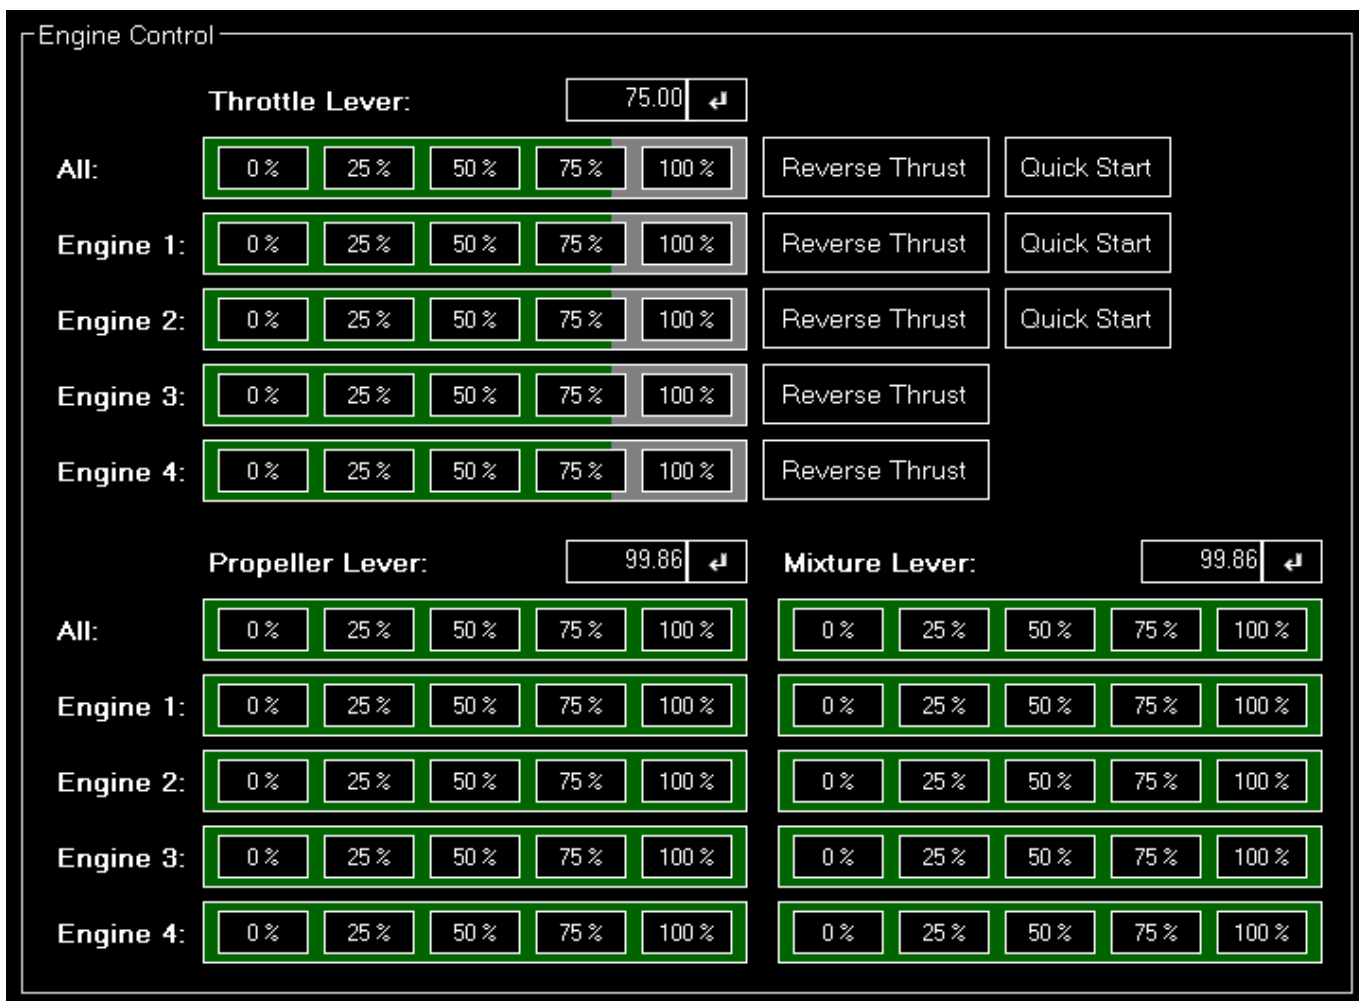 Engine Control
Throttle Lever: 75.00
All: 0% 25% 50% 75% 100% Reverse Thrust Quick Start
Engine 1: 0% 25% 50% 75% 100% Reverse Thrust Quick Start
Engine 2: 0% 25% 50% 75% 100% Reverse Thrust Quick Start
Engine 3: 0% 25% 50% 75% 100% Reverse Thrust
Engine 4: 0% 25% 50% 75% 100% Reverse Thrust
Propeller Lever: 99.86 Mixture Lever: 99.86
All: 0% 25% 50% 75% 100% 0% 25% 50% 75% 100%
Engine 1: 0% 25% 50% 75% 100% 0% 25% 50% 75% 100%
Engine 2: 0% 25% 50% 75% 100% 0% 25% 50% 75% 100%
Engine 3: 0% 25% 50% 75% 100% 0% 25% 50% 75% 100%
Engine 4: 0% 25% 50% 75% 100% 0% 25% 50% 75% 100%